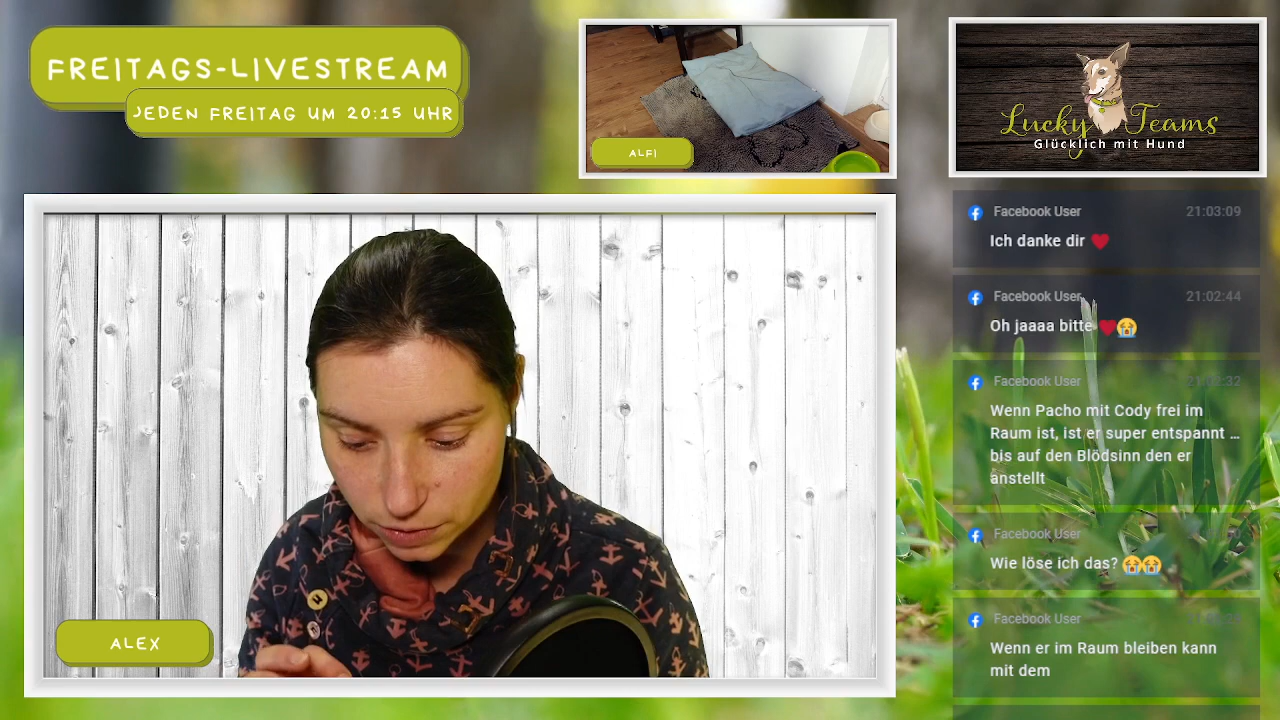 FREITAGS-LIVESTREAM
JEDEN FREITAG UM 20:15 UHR
ALFI
Lucky Teams
Glücklich mit Hund
Facebook User 21:03:09
Ich danke dir ❤️
Facebook User 21:02:44
Oh jaaaa bitte ❤️😭
Facebook User 21:02:32
Wenn Pacho mit Cody frei im
Raum ist, ist er super entspannt ...
bis auf den Blödsinn den er
anstellt
Facebook User
Wie löse ich das? 😭😭
Facebook User
Wenn er im Raum bleiben kann
mit dem
ALEX